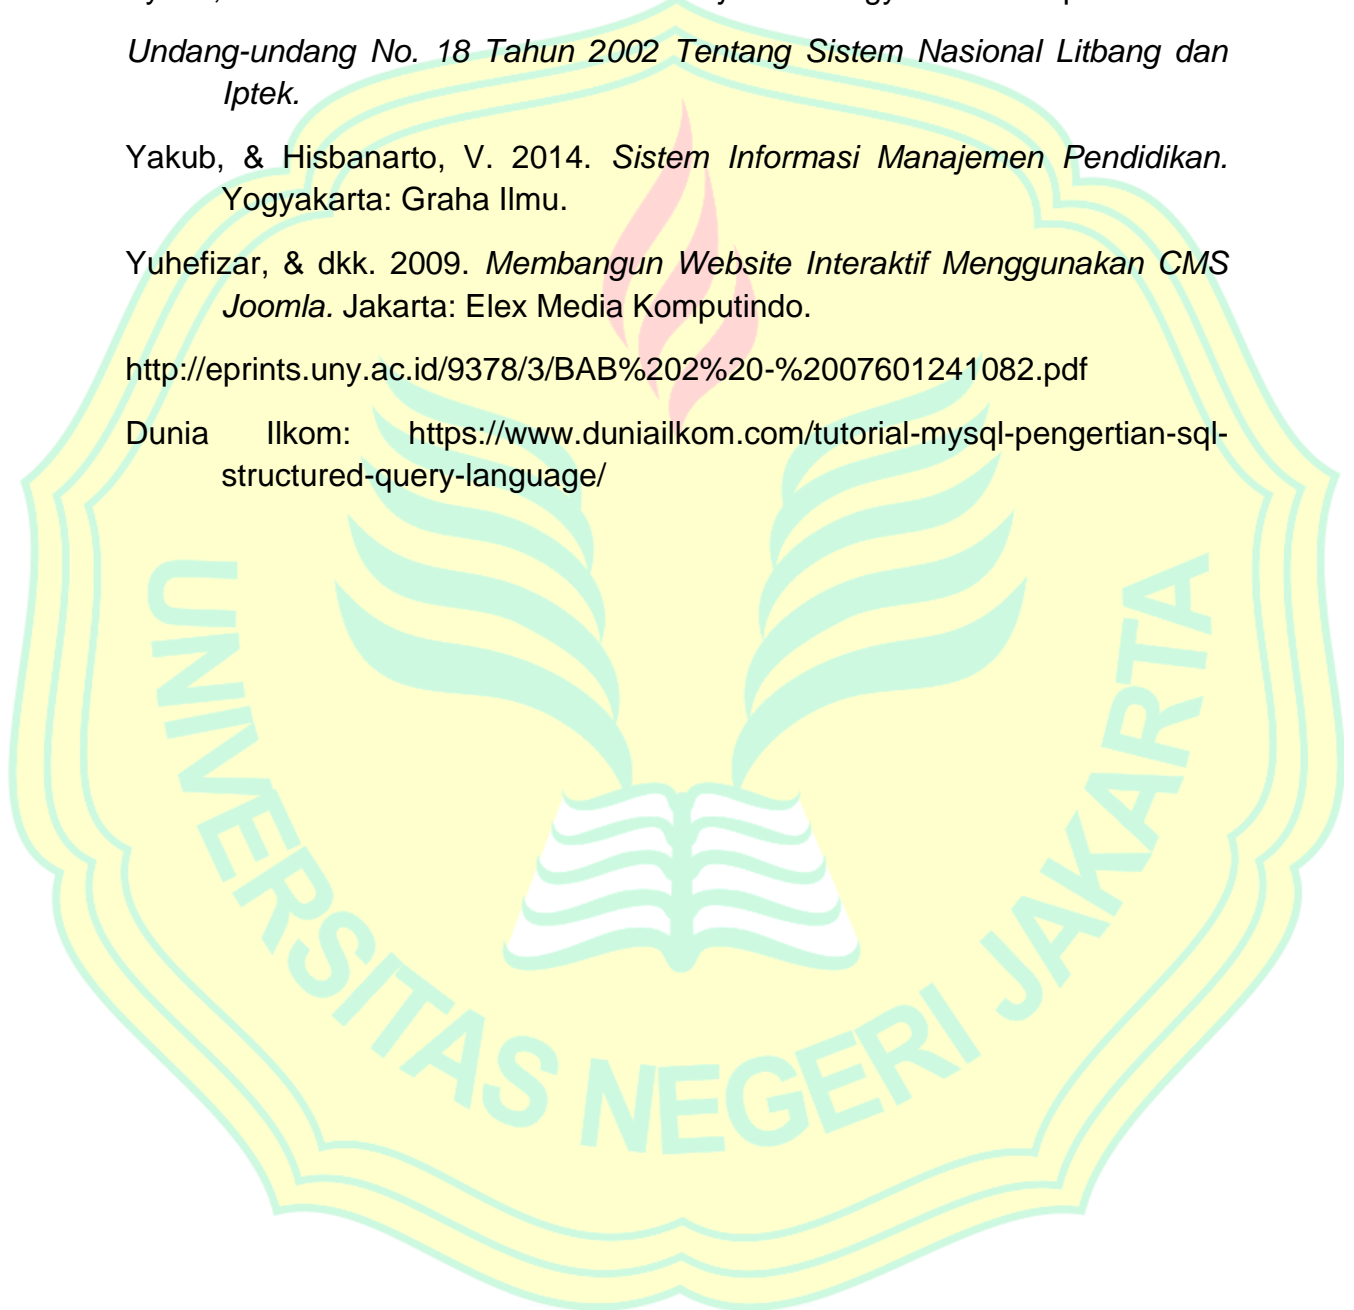 Undang-undang No. 18 Tahun 2002 Tentang Sistem Nasional Litbang dan
Iptek.
Yakub, & Hisbanarto, V. 2014. Sistem Informasi Manajemen Pendidikan.
Yogyakarta: Graha Ilmu.
Yuhefizar, & dkk. 2009. Membangun Website Interaktif Menggunakan CMS
Joomla. Jakarta: Elex Media Komputindo.
http://eprints.uny.ac.id/9378/3/BAB%202%20-%2007601241082.pdf
Dunia Ilkom: https://www.duniailkom.com/tutorial-mysql-pengertian-sql-
structured-query-language/
UNIVERSITAS NEGERI JAKARTA